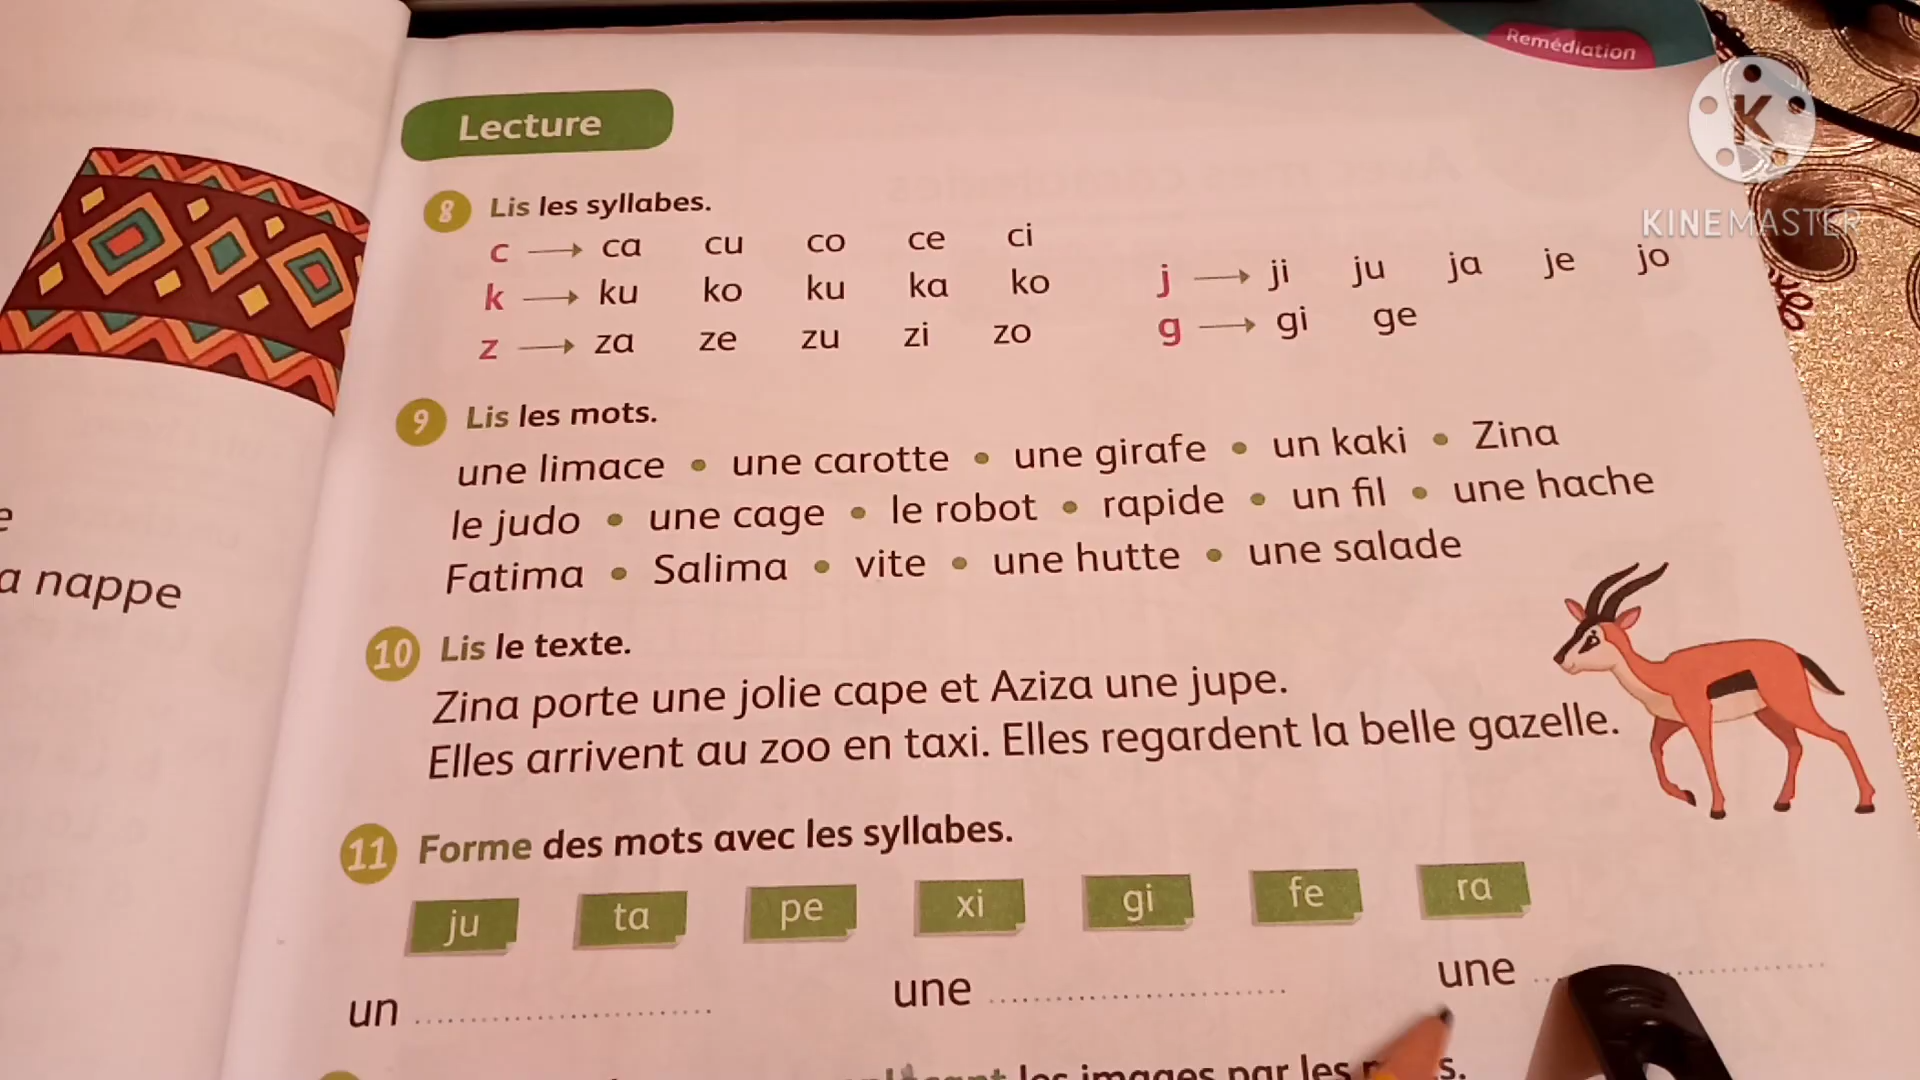 Remédiation
K
KINEMASTER
Lecture
8 Lis les syllabes.
c ca cu co ce ci
k ku ko ku ka ko
z za ze zu zi zo
j ji ju ja je jo
g gi ge
9 Lis les mots.
une limace • une carotte • une girafe • un kaki • Zina
le judo • une cage • le robot • rapide • un fil • une hache
Fatima • Salima • vite • une hutte • une salade
a nappe
10 Lis le texte.
Zina porte une jolie cape et Aziza une jupe.
Elles arrivent au zoo en taxi. Elles regardent la belle gazelle.
11 Forme des mots avec les syllabes.
ju ta pe xi gi fe ra
un .......... une .......... une ..........
les images par les